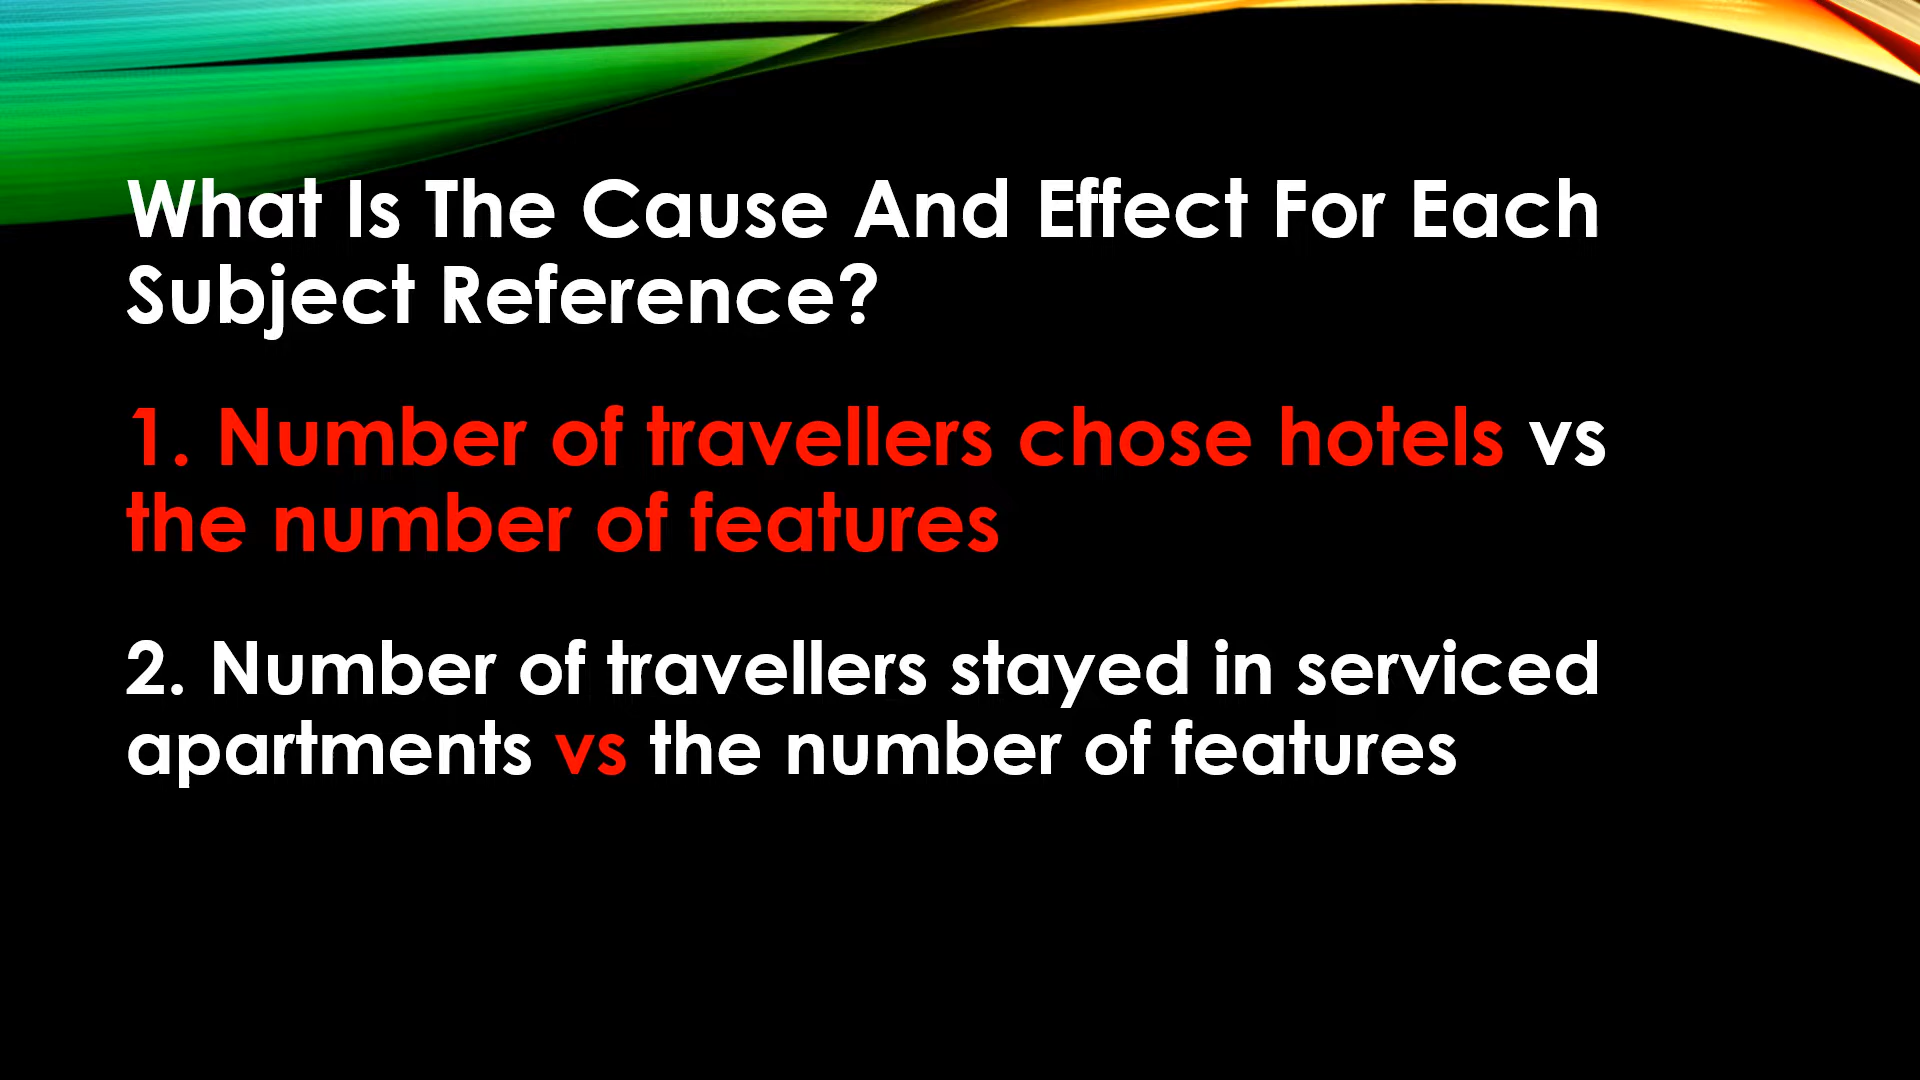 What Is The Cause And Effect For Each
Subject Reference?
1. Number of travellers chose hotels vs
the number of features
2. Number of travellers stayed in serviced
apartments vs the number of features